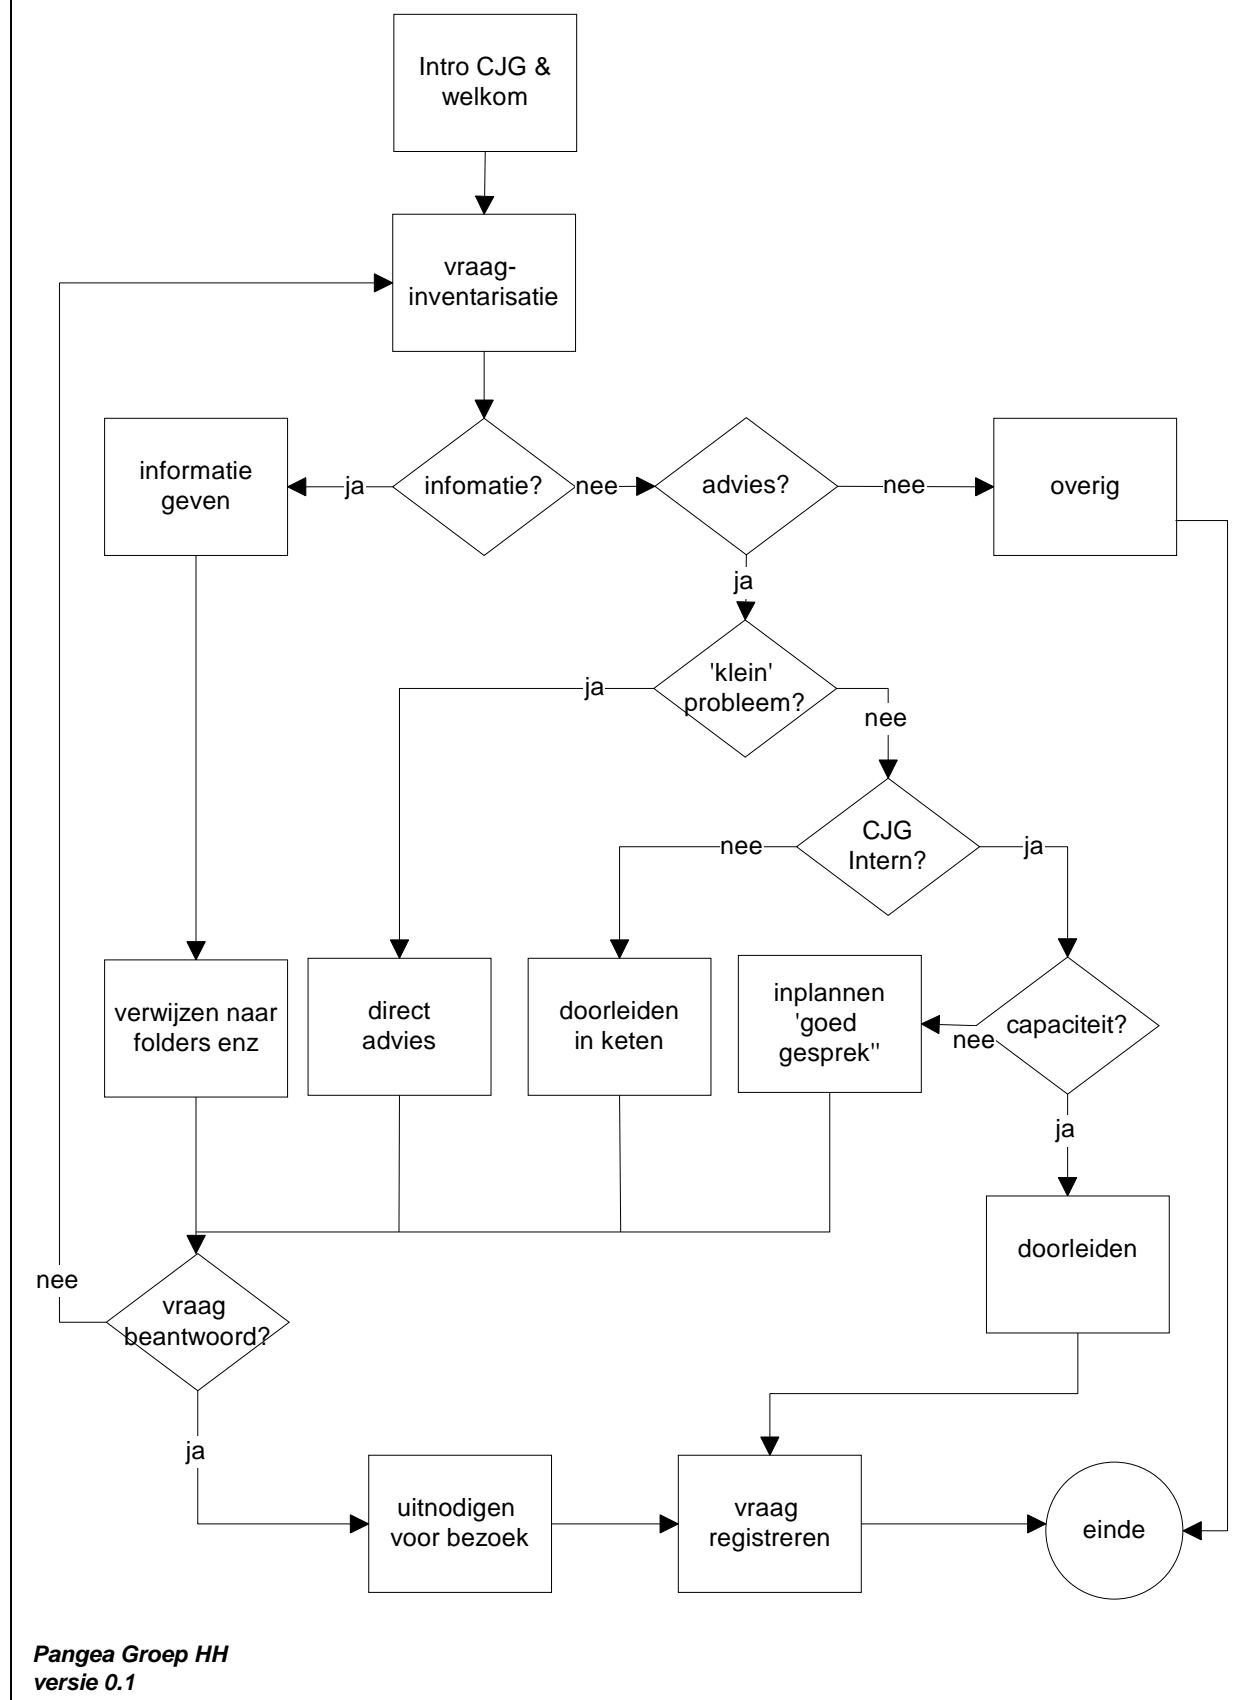 Intro CJG &
welkom
vraag-
inventarisatie
informatie
geven
ja
infomatie?
nee
advies?
nee
overig
ja
'klein'
probleem?
ja
nee
CJG
Intern?
nee
ja
verwijzen naar
folders enz
direct
advies
doorleiden
in keten
inplannen
'goed
gesprek"
nee
capaciteit?
ja
doorleiden
nee
vraag
beantwoord?
ja
uitnodigen
voor bezoek
vraag
registreren
einde
Pangea Groep HH
versie 0.1